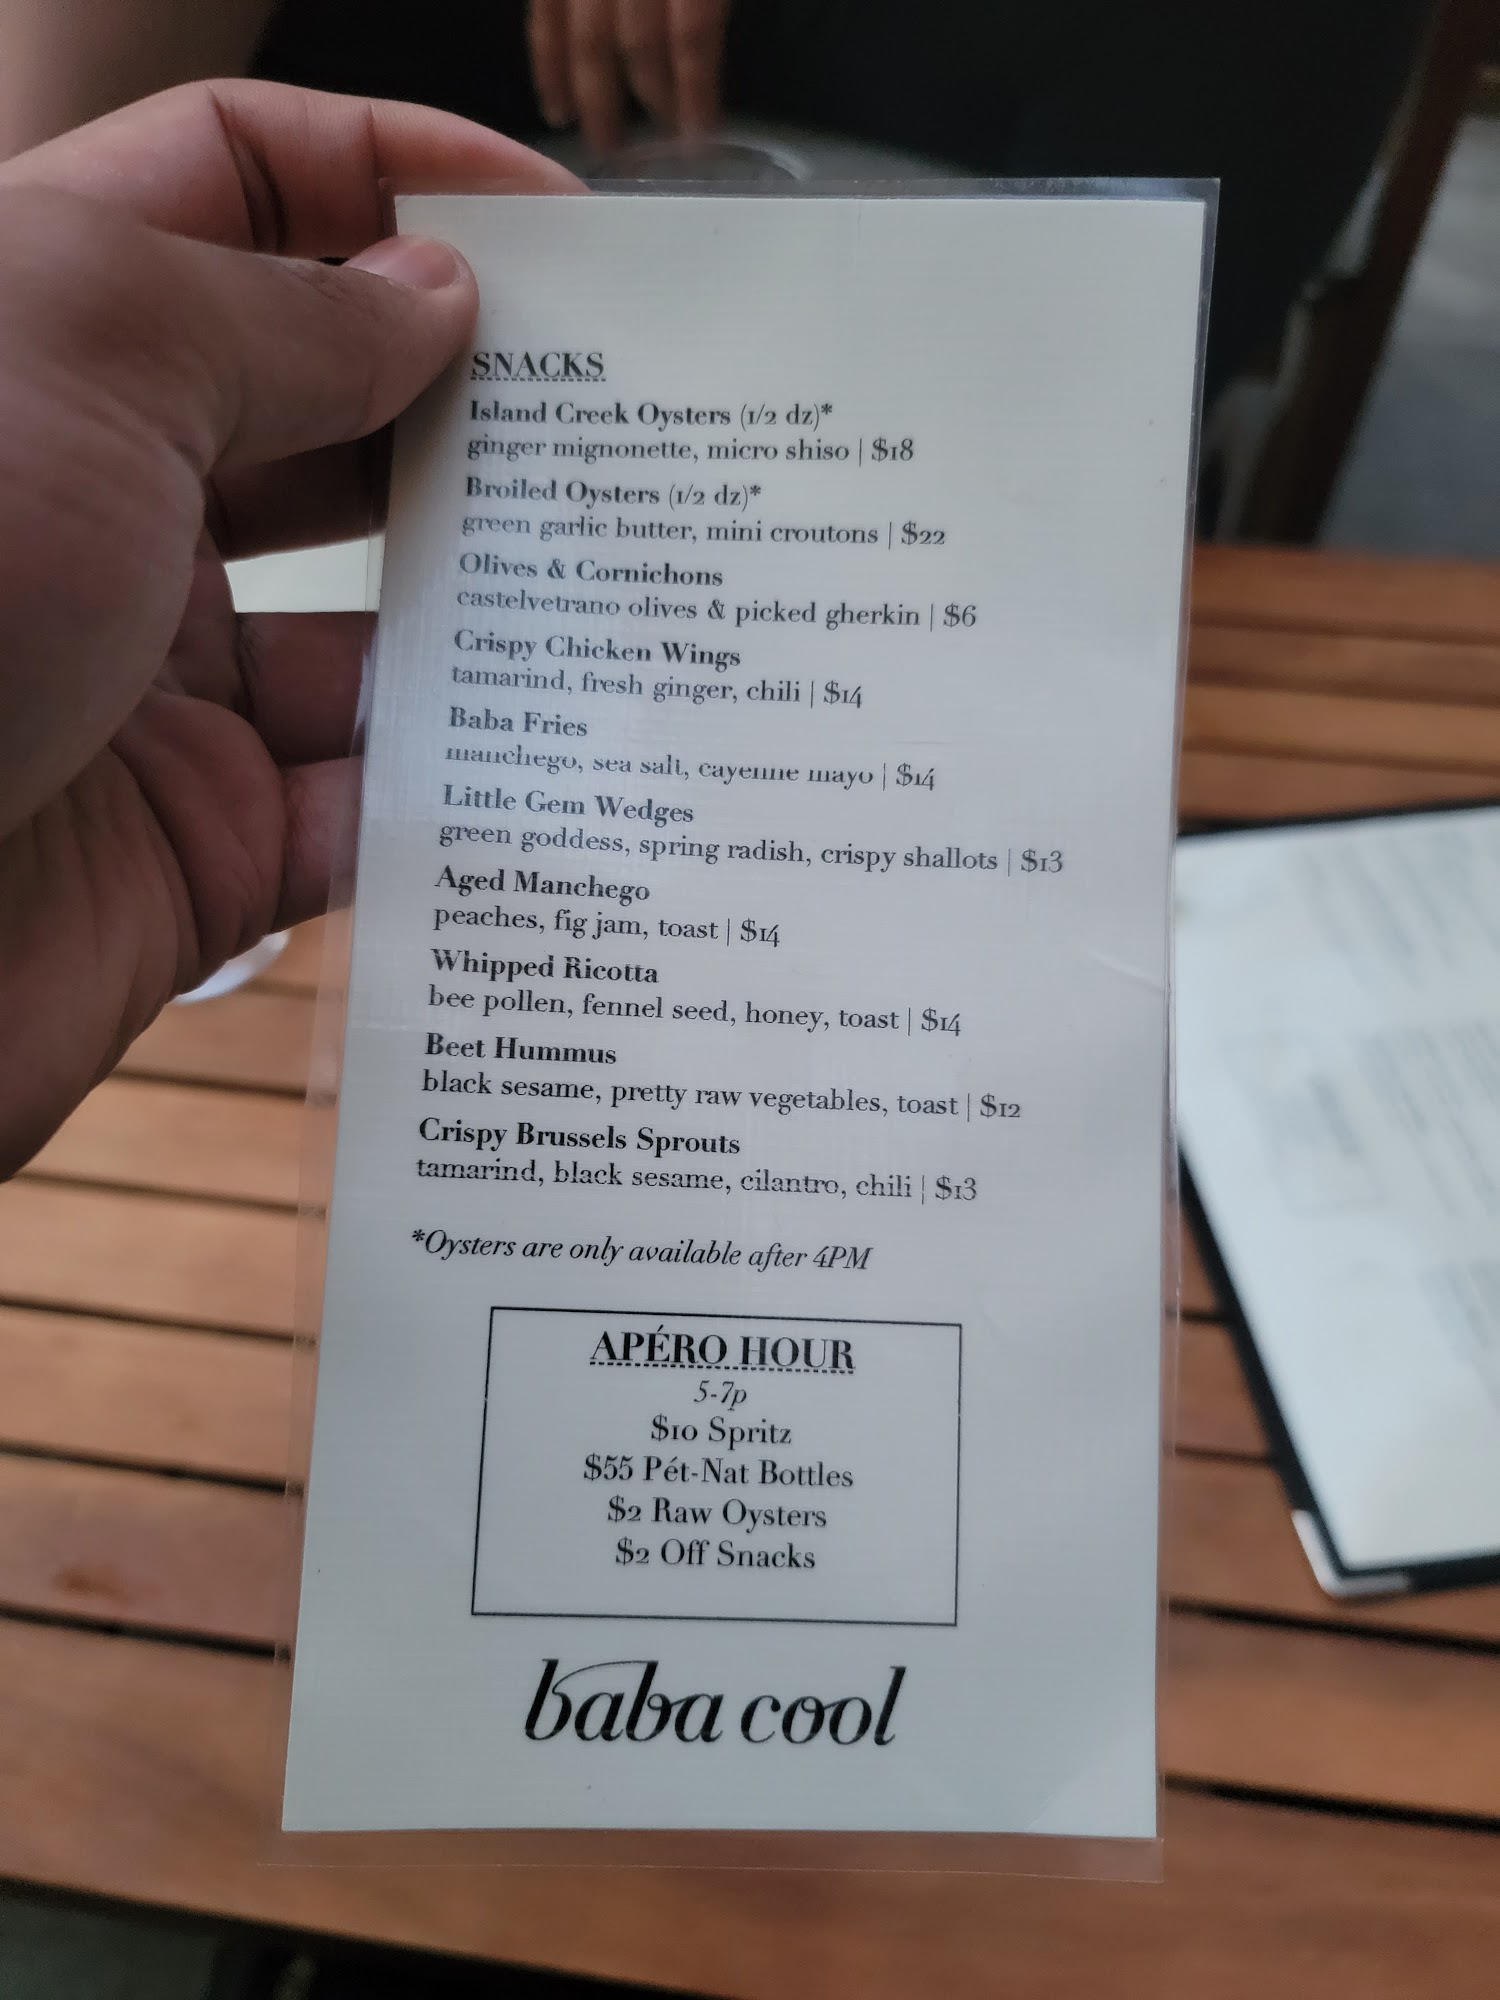 SNACKS
Island Creek Oysters (1/2 dz)*
ginger mignonette, micro shiso | $18
Broiled Oysters (1/2 dz)*
green garlic butter, mini croutons | $22
Olives & Cornichons
castelvetrano olives & picked gherkin | $6
Crispy Chicken Wings
tamarind, fresh ginger, chili | $14
Baba Fries
manchego, sea salt, cayenne mayo | $14
Little Gem Wedges
green goddess, spring radish, crispy shallots | $13
Aged Manchego
peaches, fig jam, toast | $14
Whipped Ricotta
bee pollen, fennel seed, honey, toast | $14
Beet Hummus
black sesame, pretty raw vegetables, toast | $12
Crispy Brussels Sprouts
tamarind, black sesame, cilantro, chili | $13
*Oysters are only available after 4PM
APÉRO HOUR
5-7p
$10 Spritz
$55 Pét-Nat Bottles
$2 Raw Oysters
$2 Off Snacks
baba cool